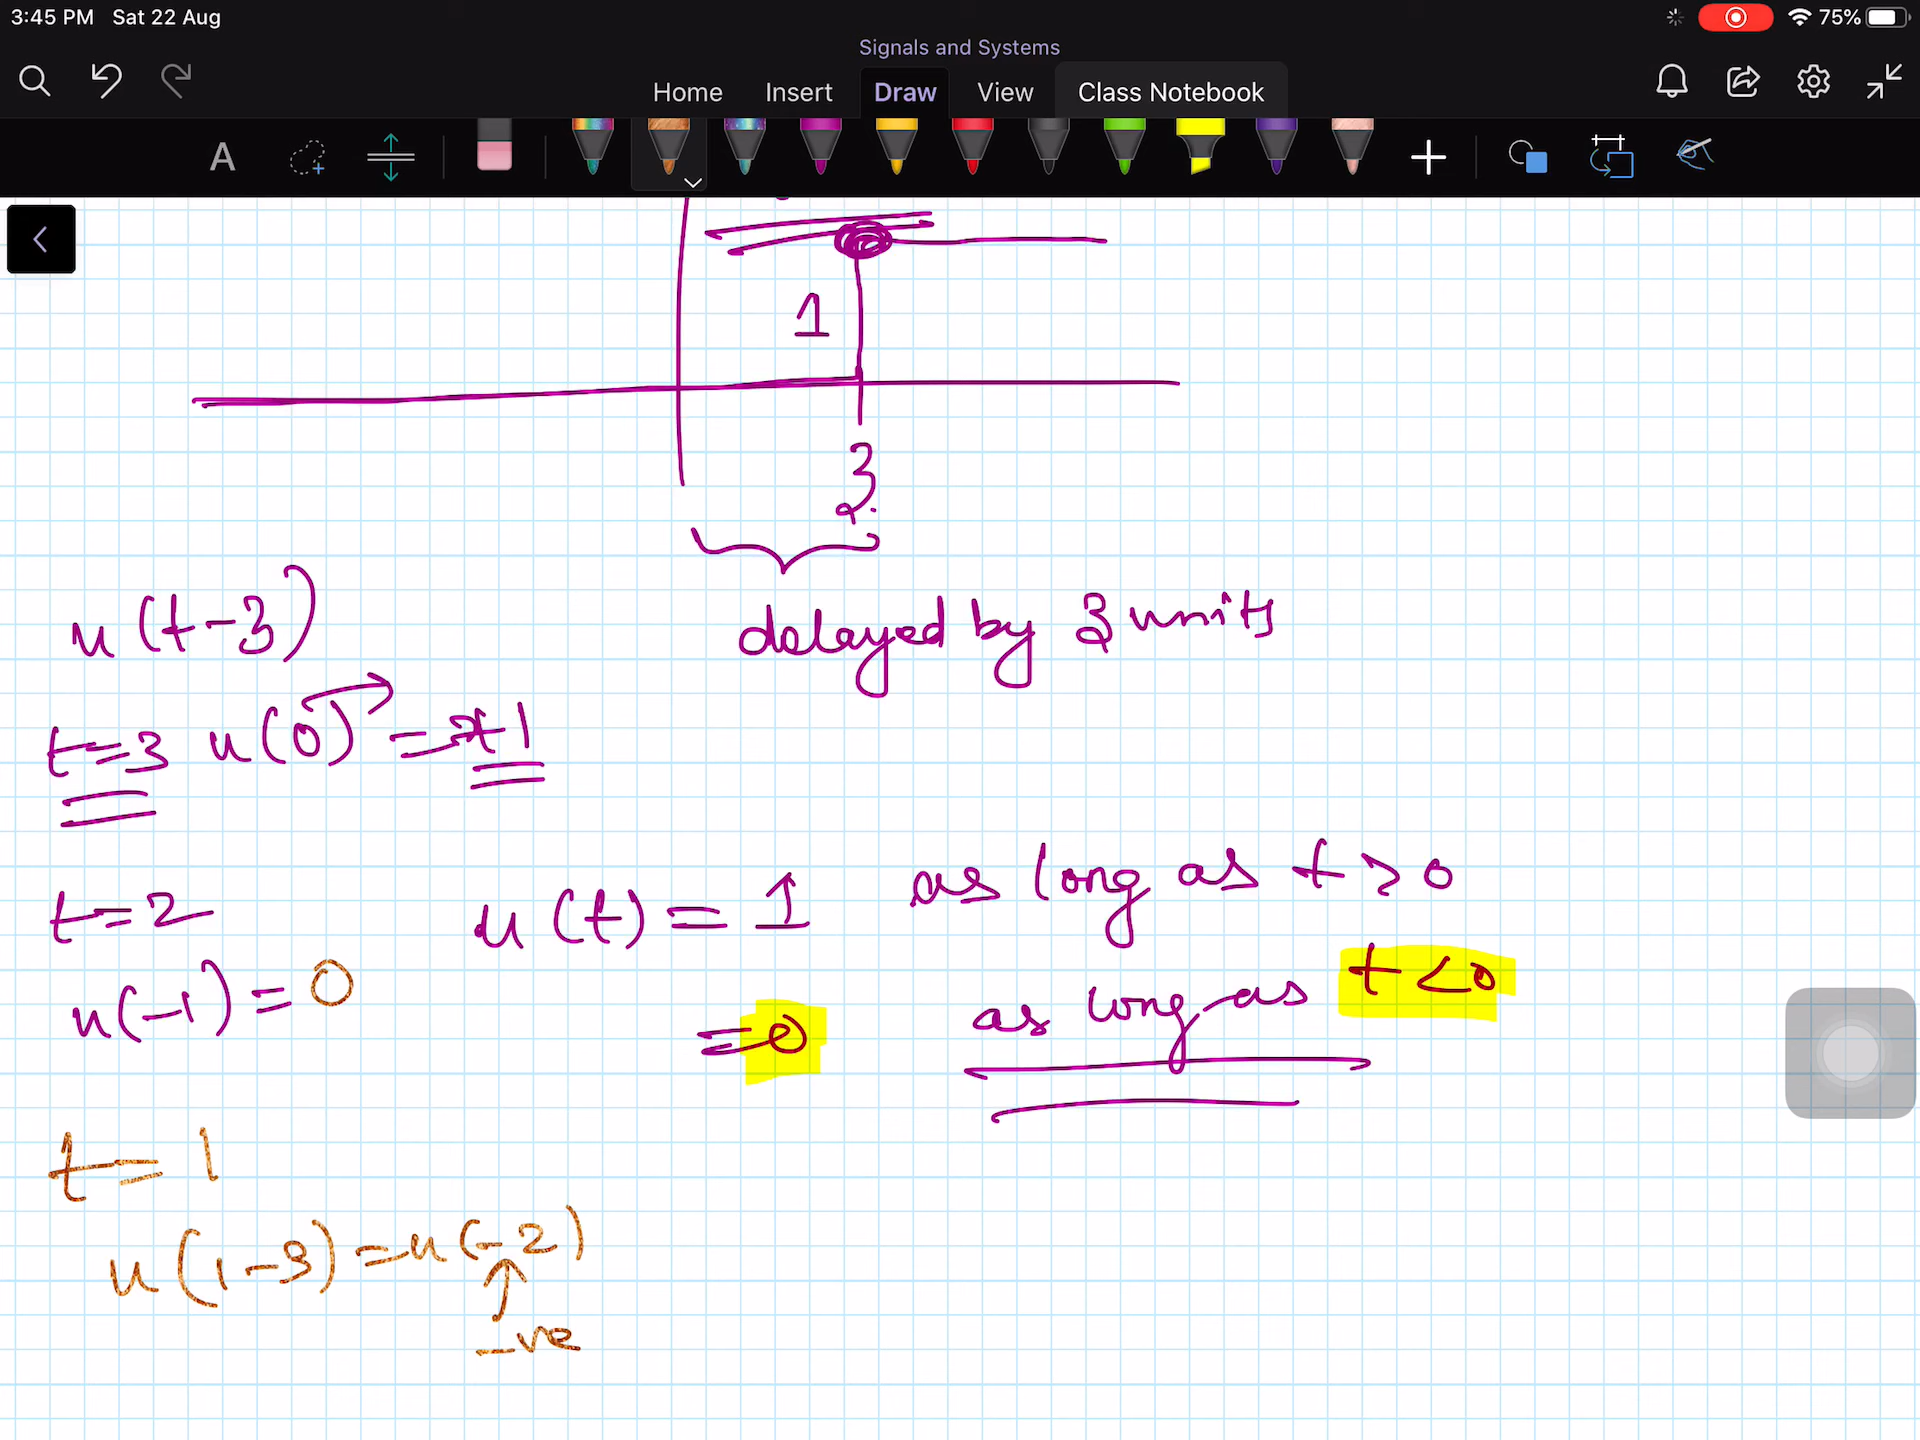 3:45 PM Sat 22 Aug
75%
Signals and Systems
Home Insert Draw View Class Notebook
A
1
3
u(t-3)
delayed by 3 units
t=3 u(0) = +1
t=2
u(t) = 1 as long as t > 0
u(-1) = 0
= 0 as long as t < 0
t = 1
u(1-3) = u(-2)
-ve